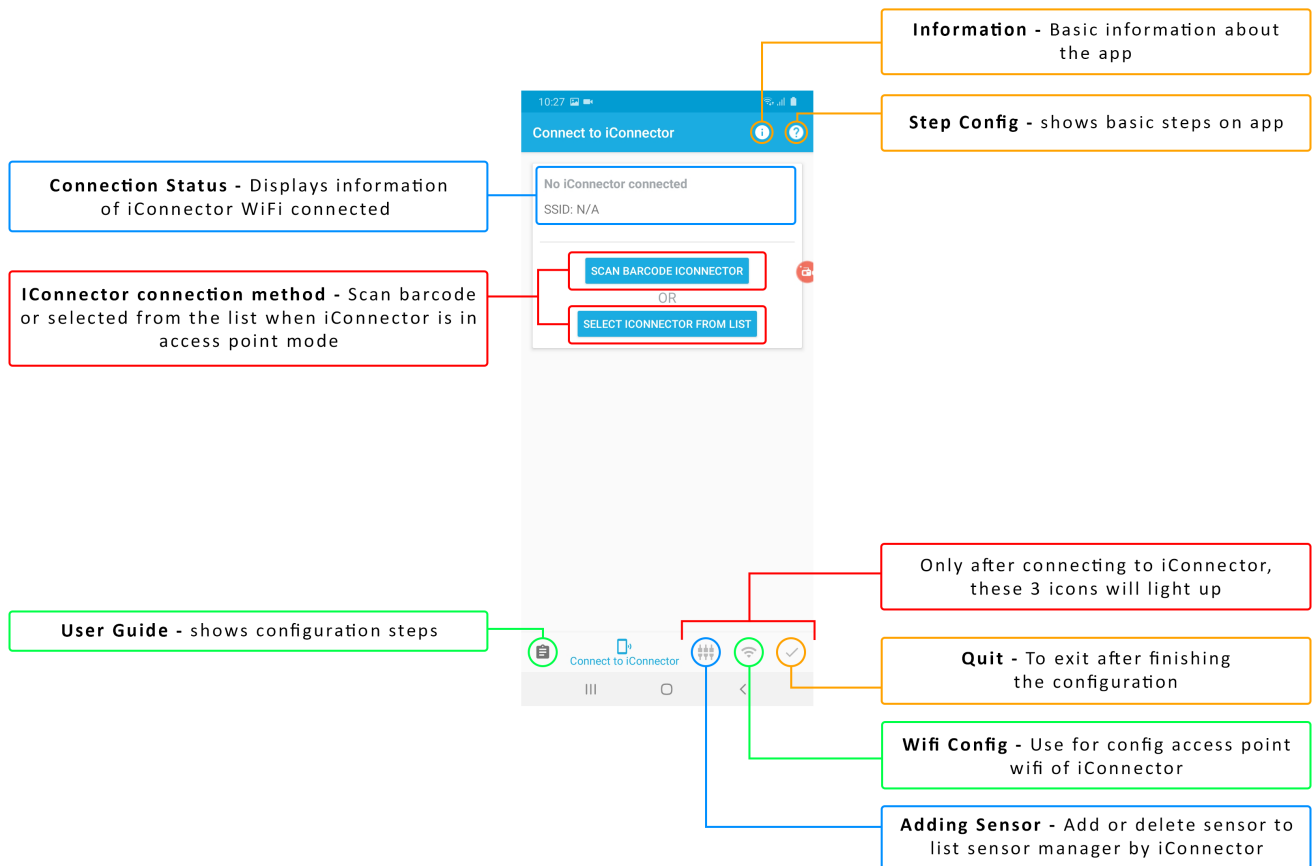 Information - Basic information about
the app
Step Config - shows basic steps on app
10:27
Connect to iConnector
Connection Status - Displays information
of iConnector WiFi connected
No iConnector connected
SSID: N/A
IConnector connection method - Scan barcode
or selected from the list when iConnector is in
access point mode
SCAN BARCODE ICONNECTOR
OR
SELECT ICONNECTOR FROM LIST
Only after connecting to iConnector,
these 3 icons will light up
User Guide - shows configuration steps
Connect to iConnector
Quit - To exit after finishing
the configuration
Wifi Config - Use for config access point
wifi of iConnector
Adding Sensor - Add or delete sensor to
list sensor manager by iConnector